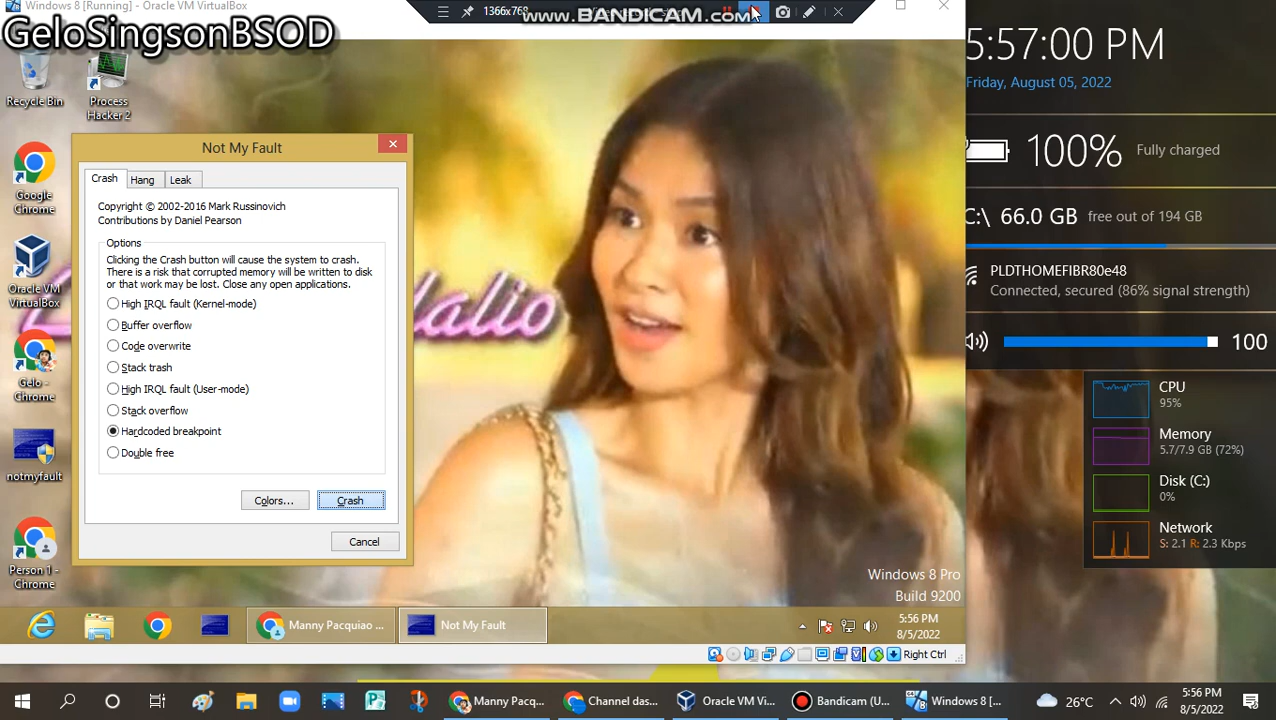 Windows 8 [Running] - Oracle VM VirtualBox
1366x768
www.BANDICAM.com
GeloSingsonBSOD
5:57:00 PM
Friday, August 05, 2022
100%
Fully charged
C:\ 66.0 GB free out of 194 GB
PLDTHOMEFIBR80e48
Connected, secured (86% signal strength)
100
CPU
95%
Memory
5.7/7.9 GB (72%)
Disk (C:)
0%
Network
S: 2.1 R: 2.3 Kbps
Recycle Bin
Process
Hacker 2
Google
Chrome
Oracle VM
VirtualBox
Gelo -
Chrome
notmyfault
Person 1 -
Chrome
Not My Fault
Crash
Hang
Leak
Copyright © 2002-2016 Mark Russinovich
Contributions by Daniel Pearson
Options
Clicking the Crash button will cause the system to crash.
There is a risk that corrupted memory will be written to disk
or that work may be lost. Close any open applications.
High IRQL fault (Kernel-mode)
Buffer overflow
Code overwrite
Stack trash
High IRQL fault (User-mode)
Stack overflow
Hardcoded breakpoint
Double free
Colors...
Crash
Cancel
alio
Windows 8 Pro
Build 9200
Manny Pacquiao ...
Not My Fault
5:56 PM
8/5/2022
Right Ctrl
Manny Pacq...
Channel das...
Oracle VM Vi...
Bandicam (U...
Windows 8 [...
26°C
5:56 PM
8/5/2022